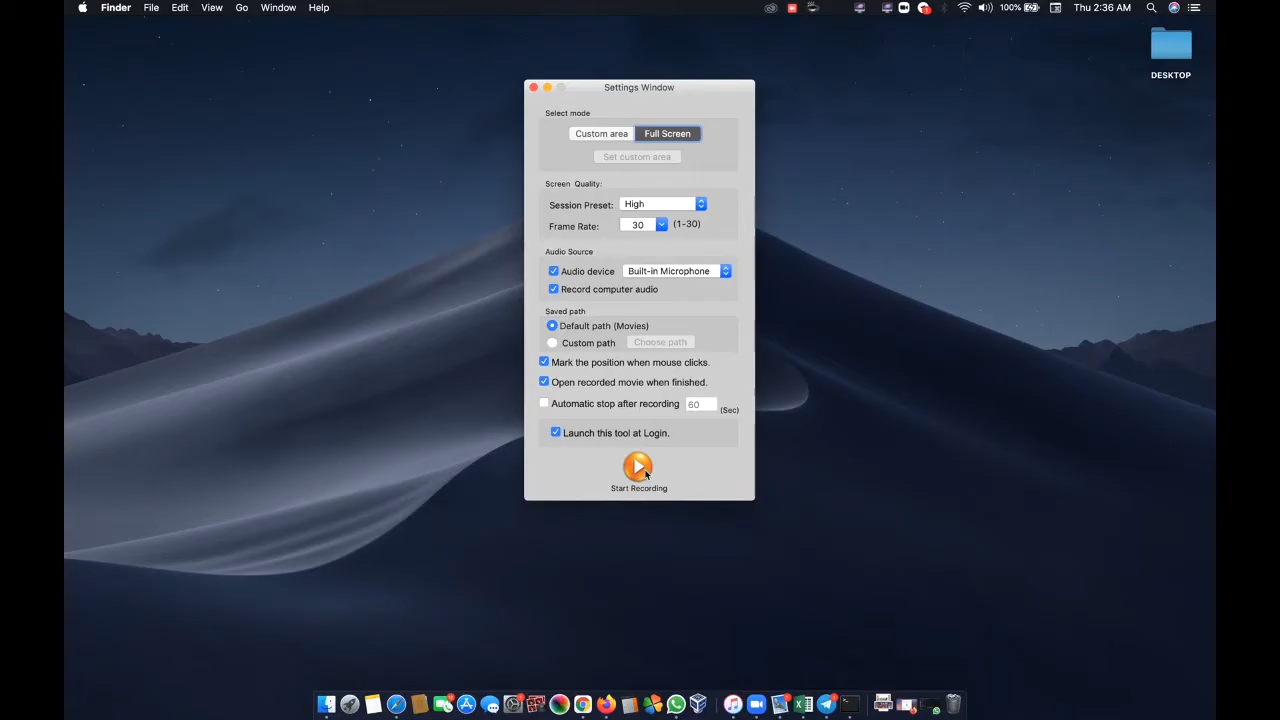 Finder File Edit View Go Window Help 100% Thu 2:36 AM
DESKTOP
Settings Window
Select mode
Custom area Full Screen
Set custom area
Screen Quality:
Session Preset: High
Frame Rate: 30 (1-30)
Audio Source
Audio device Built-in Microphone
Record computer audio
Saved path
Default path (Movies)
Custom path Choose path
Mark the position when mouse clicks.
Open recorded movie when finished.
Automatic stop after recording 60 (Sec)
Launch this tool at Login.
Start Recording